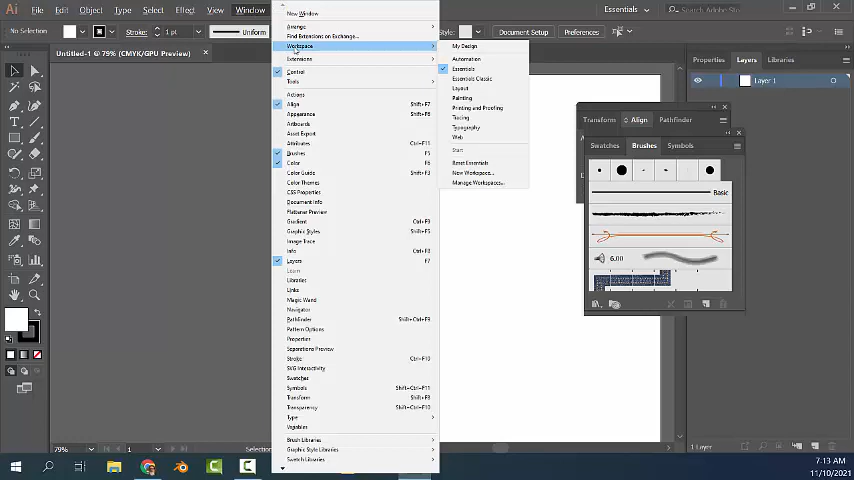 Ai
File
Edit
Object
Type
Select
Effect
View
Window
Essentials
Search Adobe Stock
No Selection
1 pt
Uniform
Style:
Document Setup
Preferences
Untitled-1 @ 79% (CMYK/GPU Preview)
New Window
Arrange
Find Extensions on Exchange...
Workspace
Extensions
Control
Tools
Actions
Align Shift+F7
Appearance Shift+F6
Artboards
Asset Export
Attributes Ctrl+F11
Brushes F5
Color F6
Color Guide Shift+F3
Color Themes
CSS Properties
Document Info
Flattener Preview
Gradient Ctrl+F9
Graphic Styles Shift+F5
Image Trace
Info Ctrl+F8
Layers F7
Learn
Libraries
Links
Magic Wand
Navigator
Pathfinder Shift+Ctrl+F9
Pattern Options
Properties
Separations Preview
Stroke Ctrl+F10
SVG Interactivity
Swatches
Symbols Shift+Ctrl+F11
Transform Shift+F8
Transparency Shift+Ctrl+F10
Type
Variables
Brush Libraries
Graphic Style Libraries
Swatch Libraries
My Design
Automation
Essentials
Essentials Classic
Layout
Painting
Printing and Proofing
Tracing
Typography
Web
Start
Reset Essentials
New Workspace...
Manage Workspaces...
Transform
Align
Pathfinder
Swatches
Brushes
Symbols
Basic
6.00
Properties
Layers
Libraries
Layer 1
79%
1
Selection
1 Layer
7:13 AM
11/10/2021